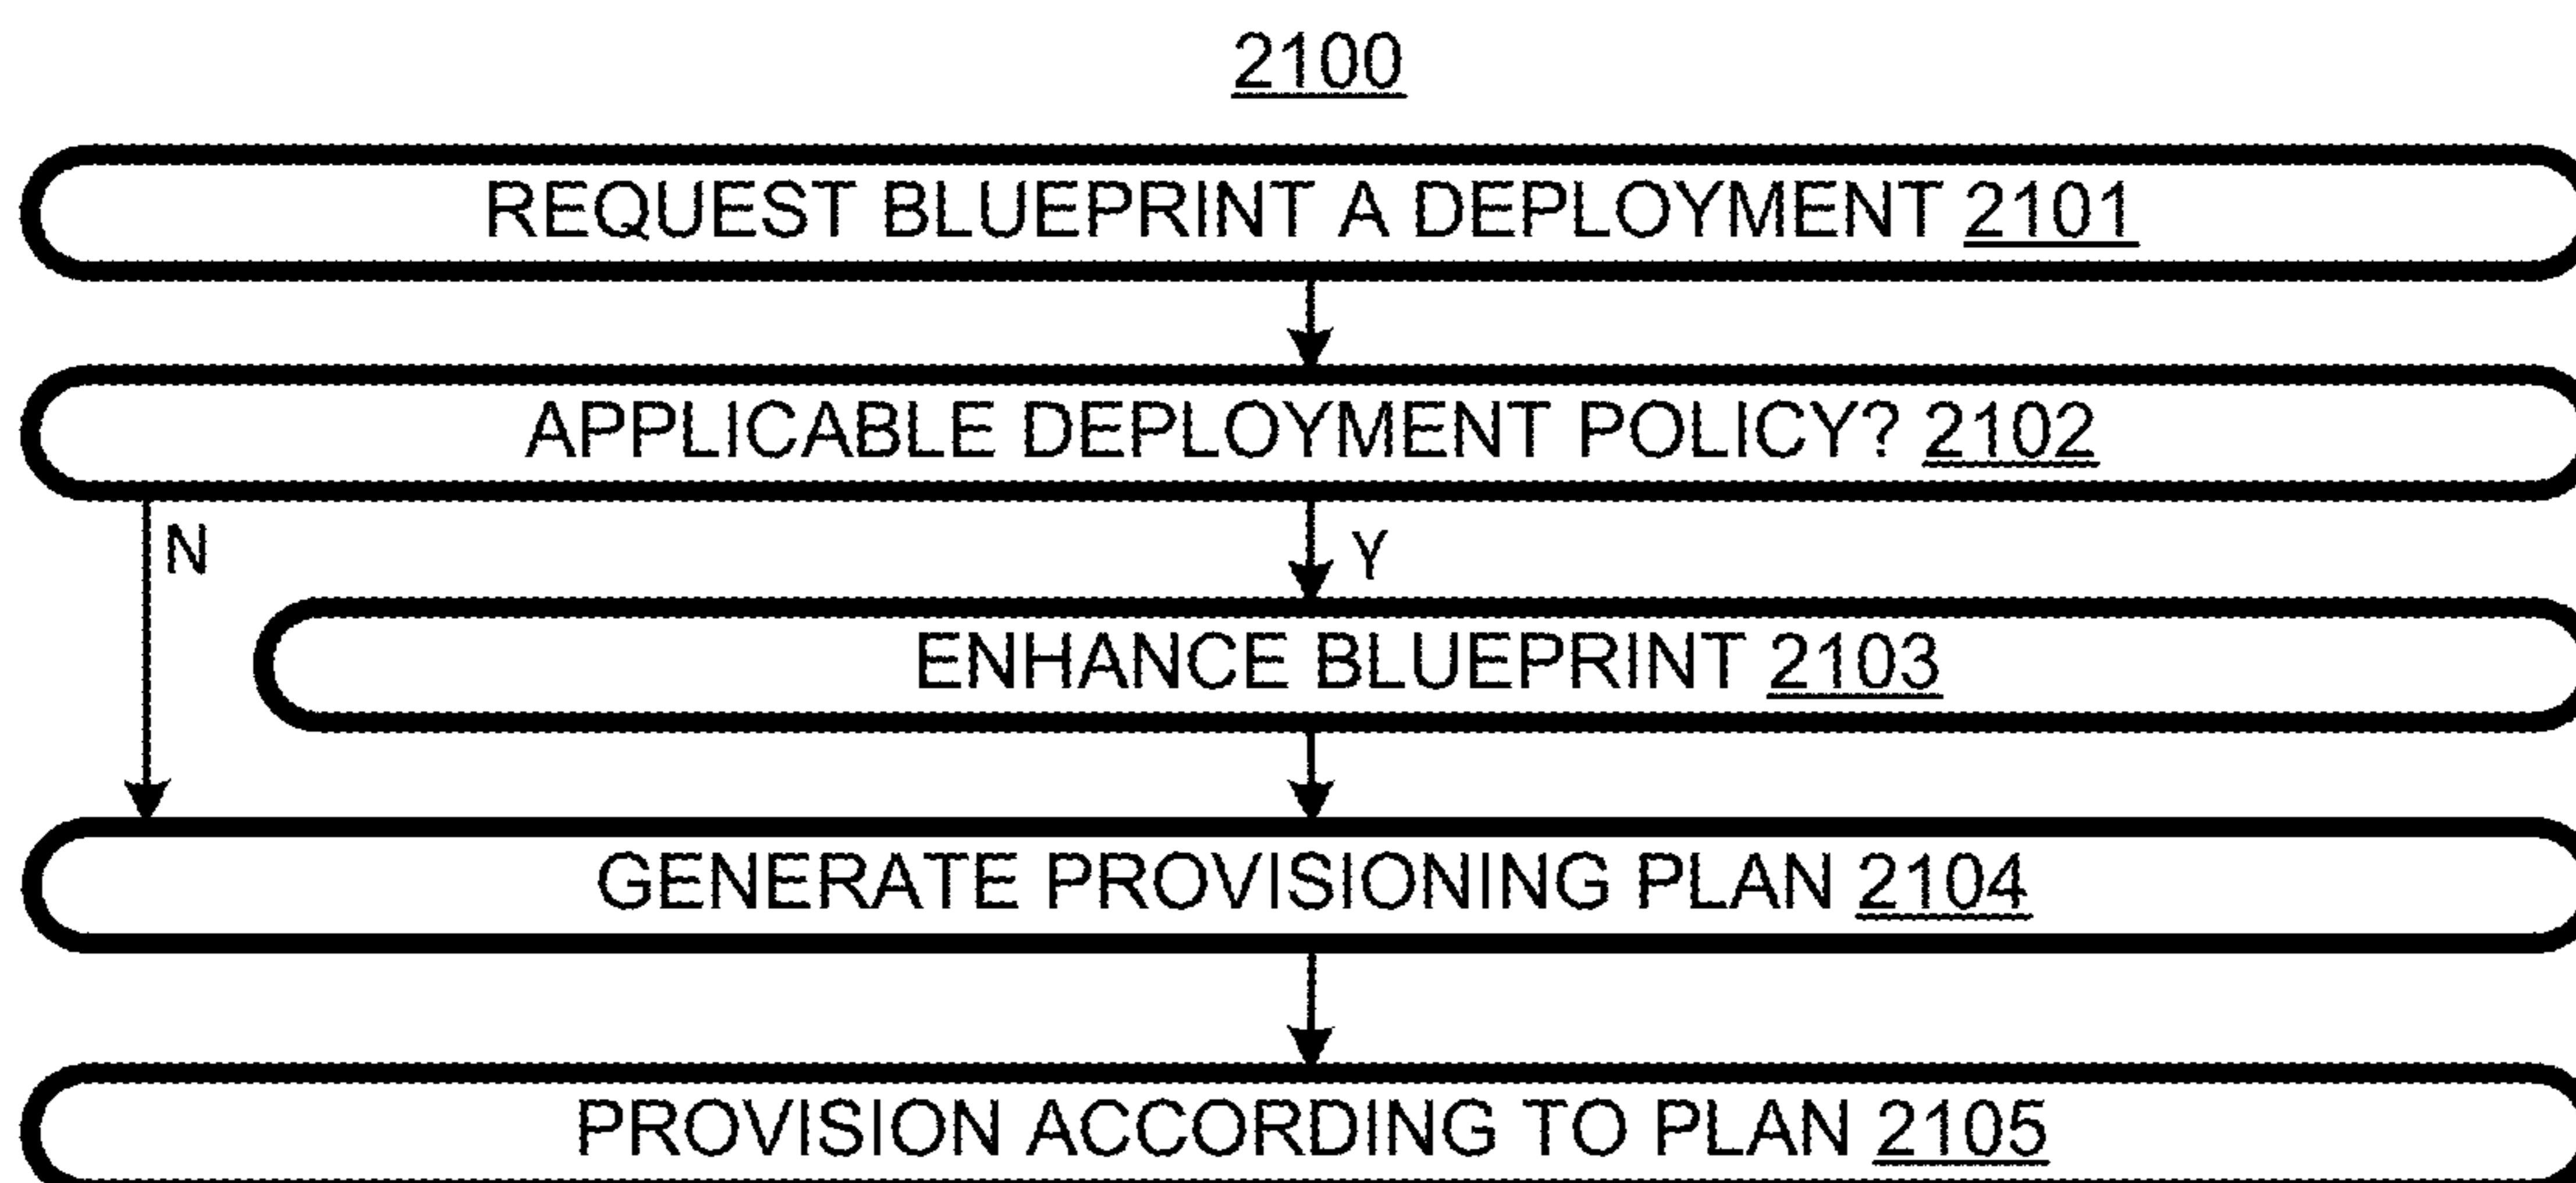 2100
REQUEST BLUEPRINT A DEPLOYMENT 2101
APPLICABLE DEPLOYMENT POLICY? 2102
N
Y
ENHANCE BLUEPRINT 2103
GENERATE PROVISIONING PLAN 2104
PROVISION ACCORDING TO PLAN 2105